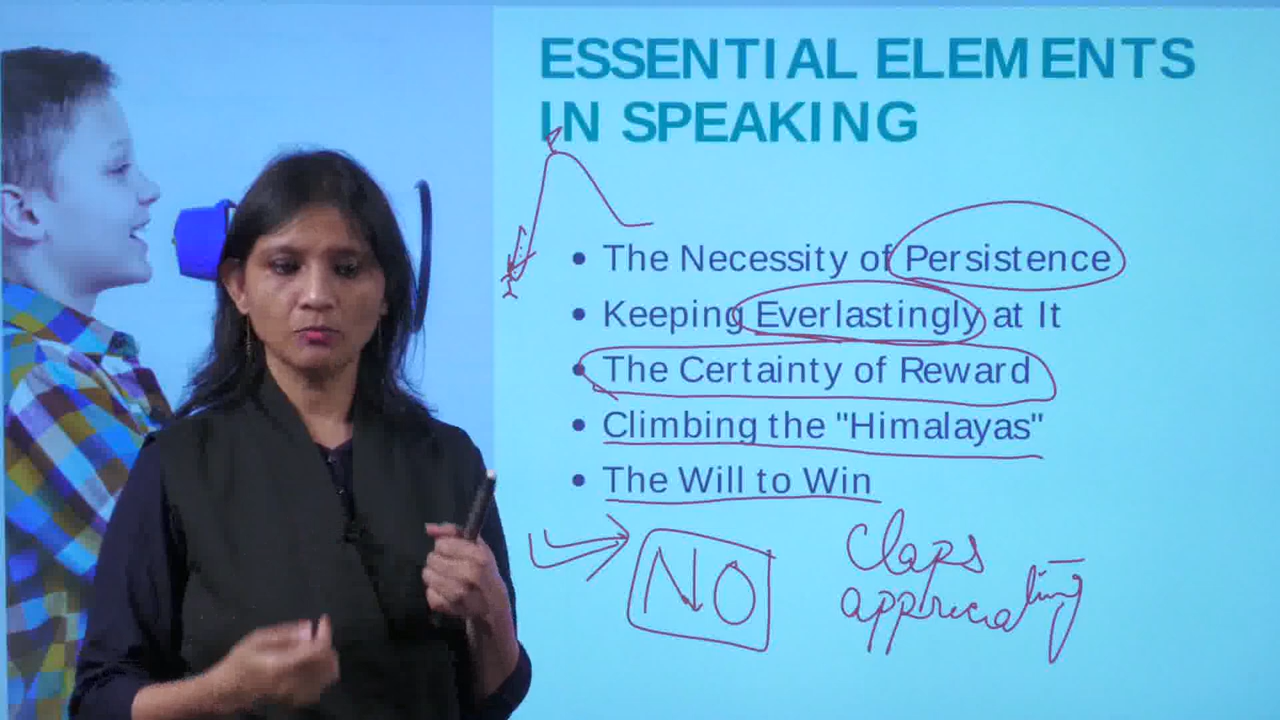 ESSENTIAL ELEMENTS
IN SPEAKING
• The Necessity of Persistence
• Keeping Everlastingly at It
• The Certainty of Reward
• Climbing the "Himalayas"
• The Will to Win
NO
Claps
appriciating